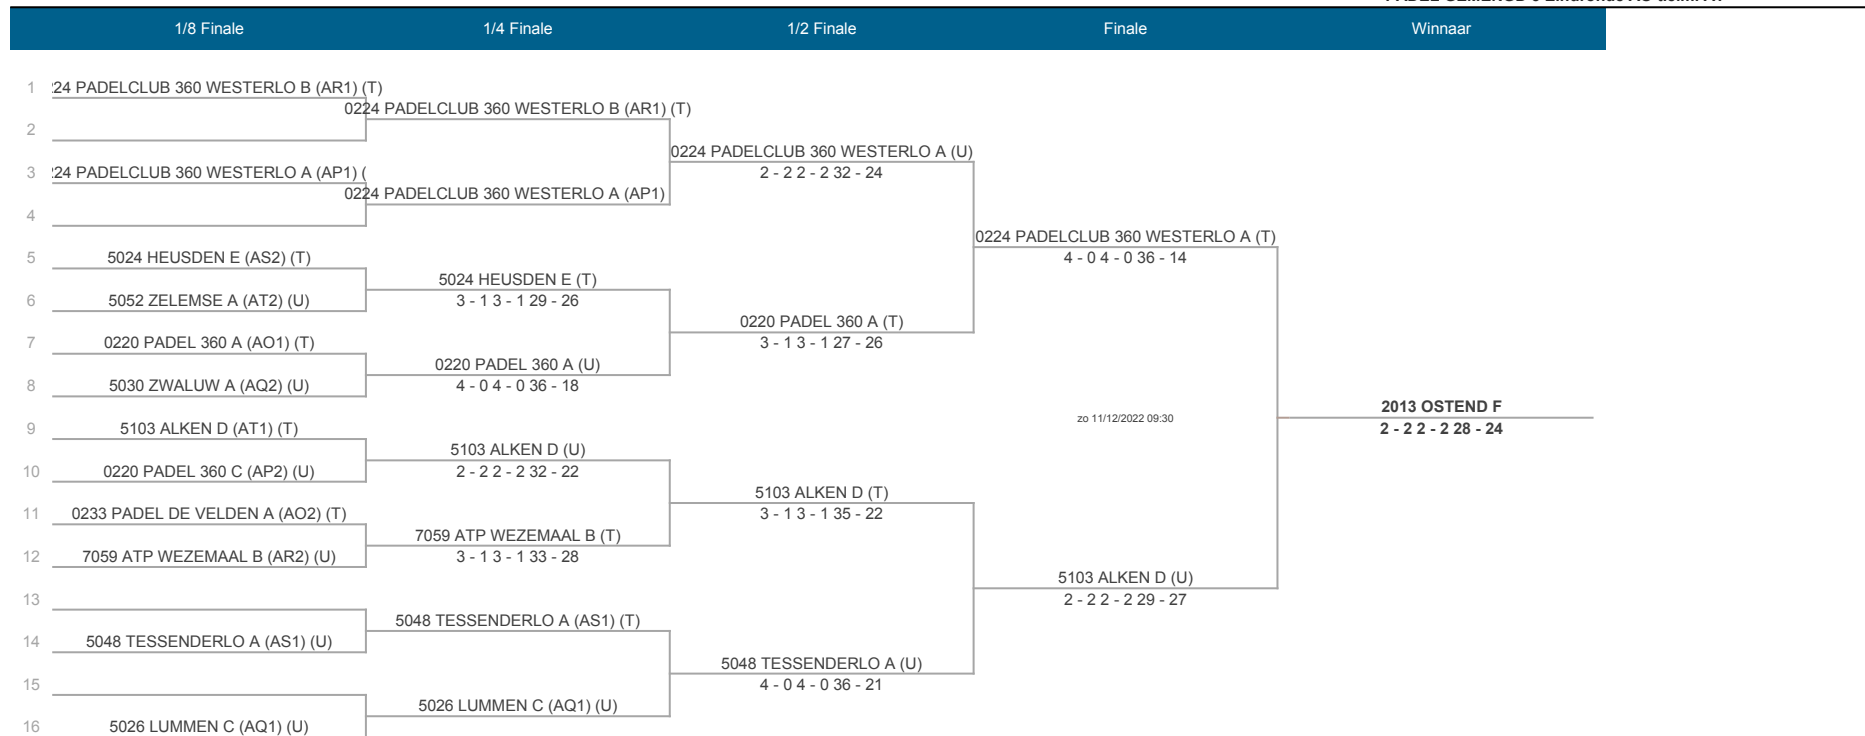 1/8 Finale 1/4 Finale 1/2 Finale Finale Winnaar
1 24 PADELCLUB 360 WESTERLO B (AR1) (T)
0224 PADELCLUB 360 WESTERLO B (AR1) (T)
2
0224 PADELCLUB 360 WESTERLO A (U)
3 24 PADELCLUB 360 WESTERLO A (AP1) (
2 - 2 2 - 2 32 - 24
0224 PADELCLUB 360 WESTERLO A (AP1)
4
0224 PADELCLUB 360 WESTERLO A (T)
5 5024 HEUSDEN E (AS2) (T)
4 - 0 4 - 0 36 - 14
5024 HEUSDEN E (T)
6 5052 ZELEMSE A (AT2) (U)
3 - 1 3 - 1 29 - 26
0220 PADEL 360 A (T)
7 0220 PADEL 360 A (AO1) (T)
3 - 1 3 - 1 27 - 26
0220 PADEL 360 A (U)
8 5030 ZWALUW A (AQ2) (U)
4 - 0 4 - 0 36 - 18
2013 OSTEND F
zo 11/12/2022 09:30
9 5103 ALKEN D (AT1) (T)
2 - 2 2 - 2 28 - 24
5103 ALKEN D (U)
10 0220 PADEL 360 C (AP2) (U)
2 - 2 2 - 2 32 - 22
5103 ALKEN D (T)
11 0233 PADEL DE VELDEN A (AO2) (T)
3 - 1 3 - 1 35 - 22
7059 ATP WEZEMAAL B (T)
12 7059 ATP WEZEMAAL B (AR2) (U)
3 - 1 3 - 1 33 - 28
5103 ALKEN D (U)
13
2 - 2 2 - 2 29 - 27
5048 TESSENDERLO A (AS1) (T)
14 5048 TESSENDERLO A (AS1) (U)
5048 TESSENDERLO A (U)
15
4 - 0 4 - 0 36 - 21
5026 LUMMEN C (AQ1) (U)
16 5026 LUMMEN C (AQ1) (U)